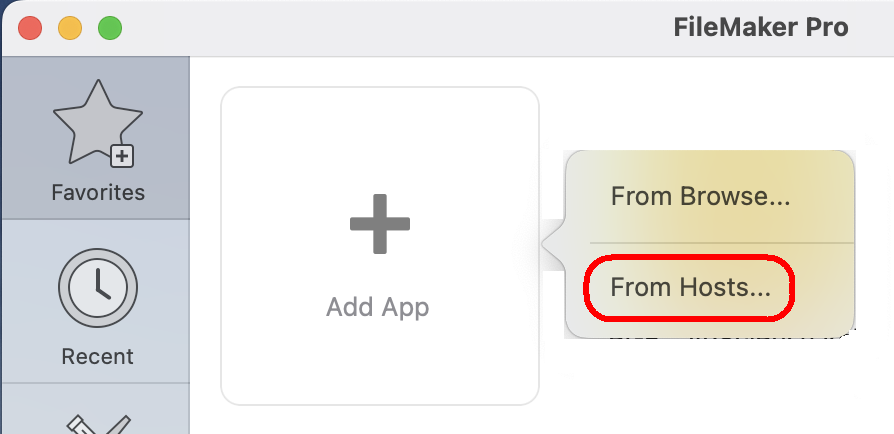 FileMaker Pro
Favorites
Recent
Add App
From Browse...
From Hosts...